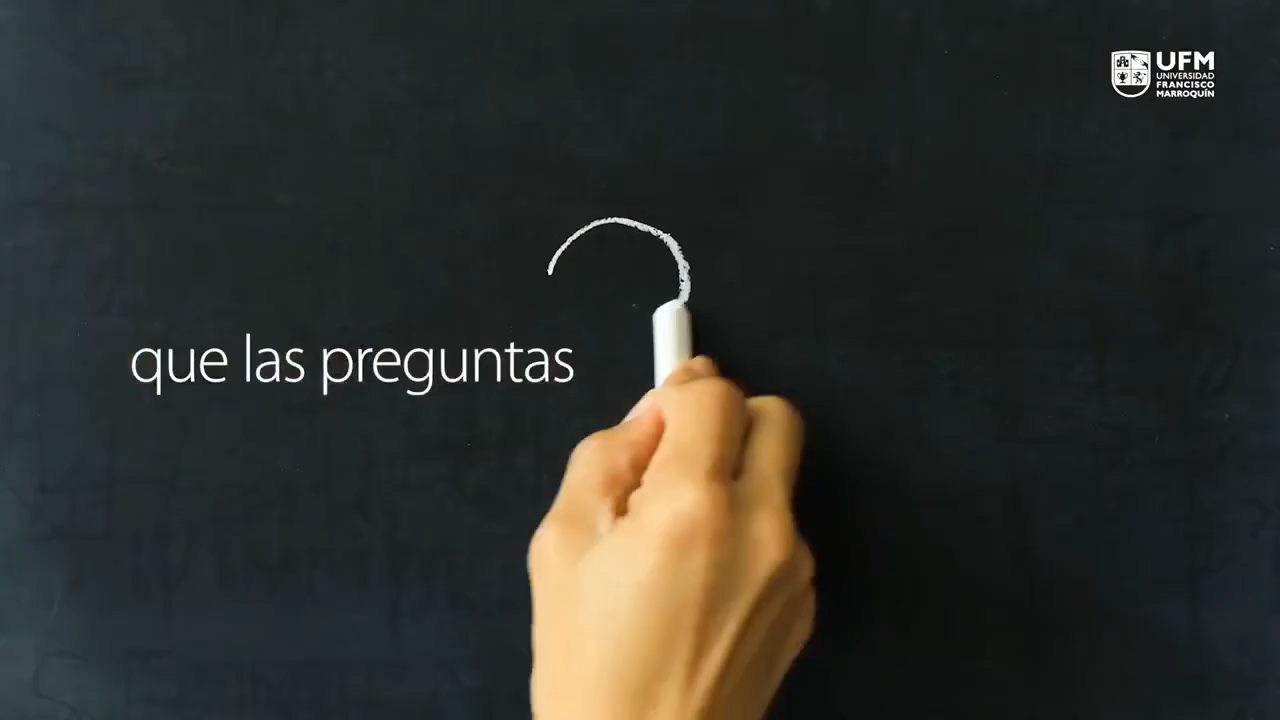 UFM
UNIVERSIDAD
FRANCISCO
MARROQUÍN
que las preguntas